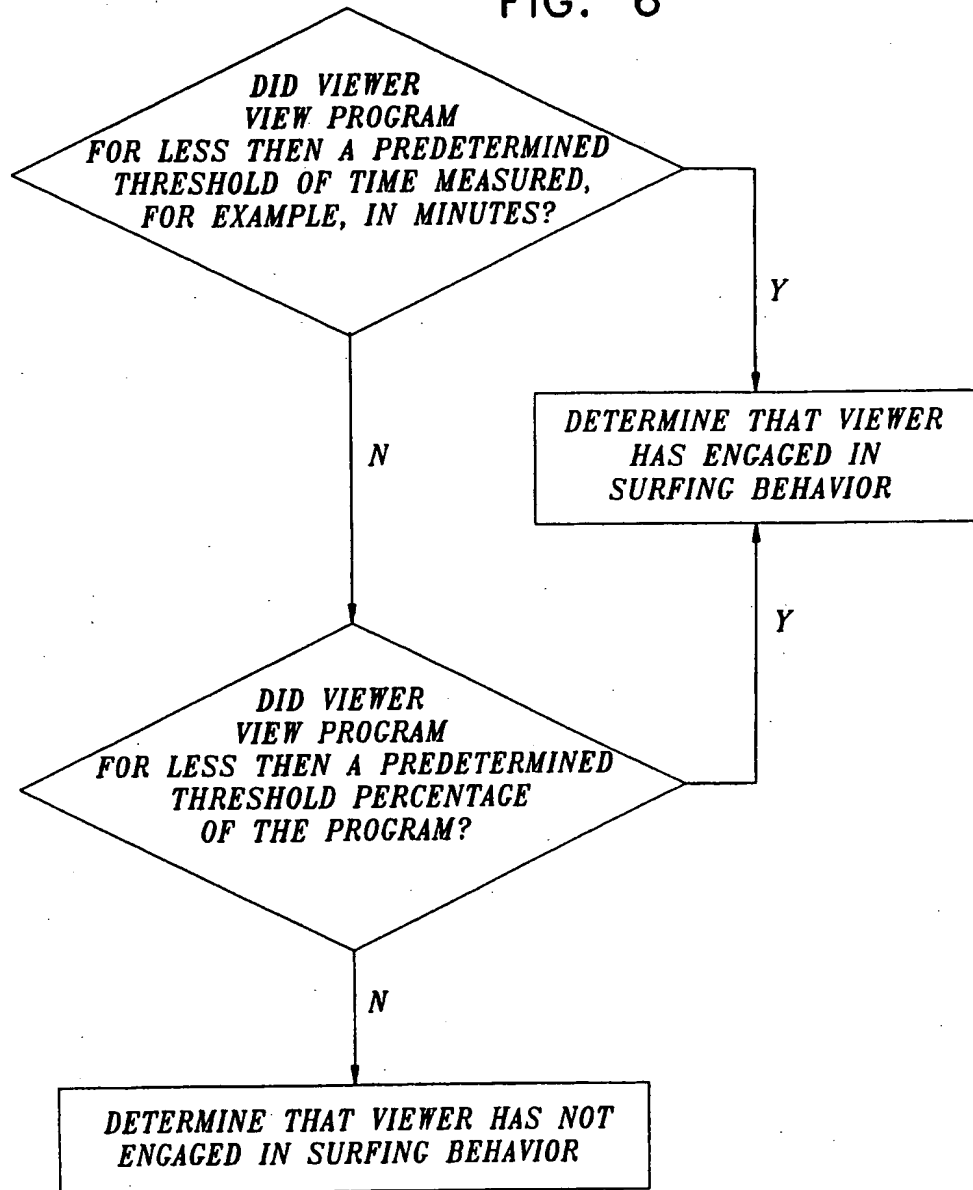 FIG. 6
DID VIEWER
VIEW PROGRAM
FOR LESS THEN A PREDETERMINED
THRESHOLD OF TIME MEASURED,
FOR EXAMPLE, IN MINUTES?
Y
DETERMINE THAT VIEWER
HAS ENGAGED IN
SURFING BEHAVIOR
N
Y
DID VIEWER
VIEW PROGRAM
FOR LESS THEN A PREDETERMINED
THRESHOLD PERCENTAGE
OF THE PROGRAM?
N
DETERMINE THAT VIEWER HAS NOT
ENGAGED IN SURFING BEHAVIOR